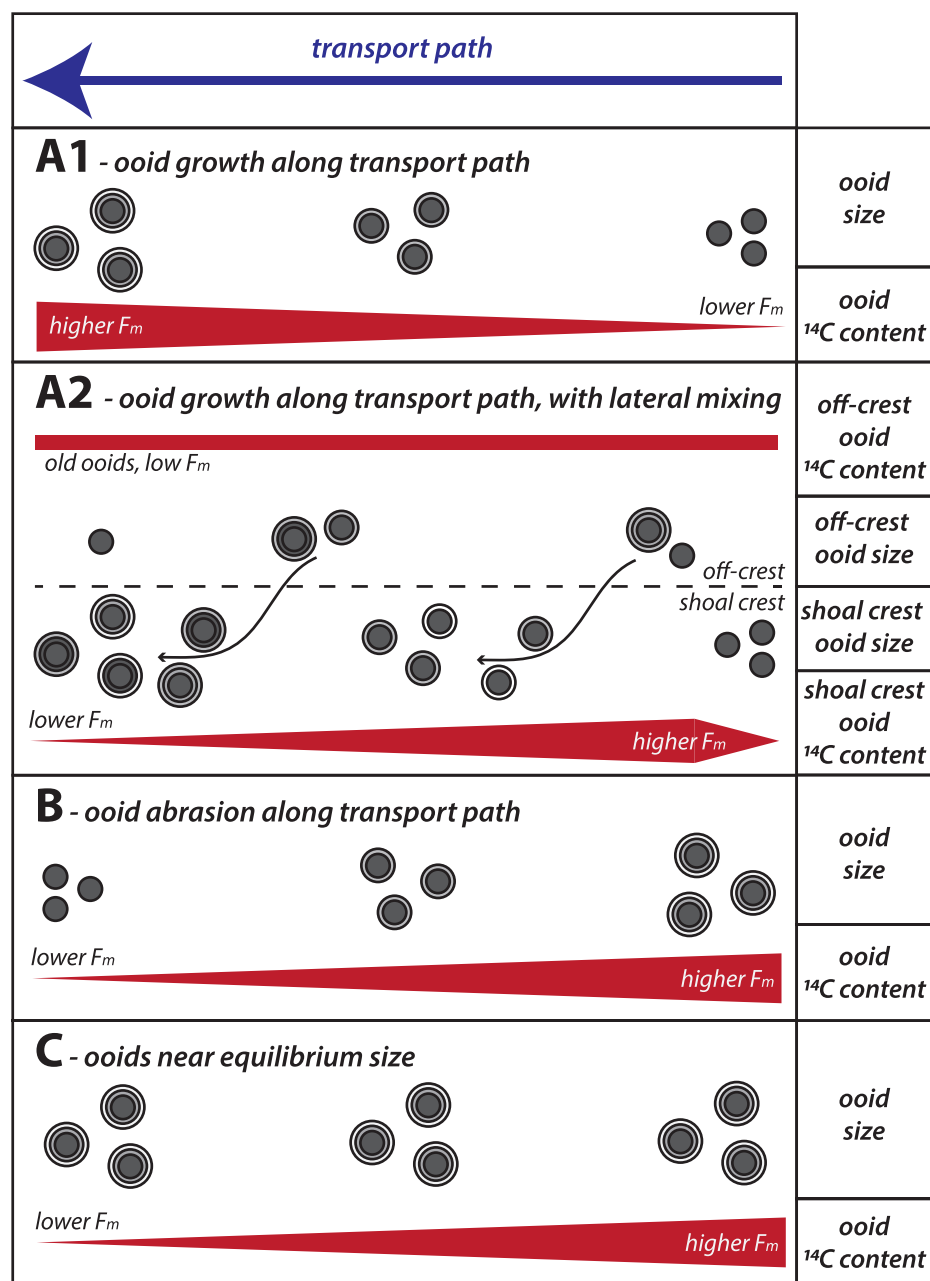 transport path
A1 - ooid growth along transport path
ooid
size
higher Fm
lower Fm
ooid
¹⁴C content
A2 - ooid growth along transport path, with lateral mixing
old ooids, low Fm
off-crest
ooid
¹⁴C content
off-crest
ooid size
off-crest
shoal crest
shoal crest
ooid size
lower Fm
higher Fm
shoal crest
ooid
¹⁴C content
B - ooid abrasion along transport path
ooid
size
lower Fm
higher Fm
ooid
¹⁴C content
C - ooids near equilibrium size
ooid
size
lower Fm
higher Fm
ooid
¹⁴C content